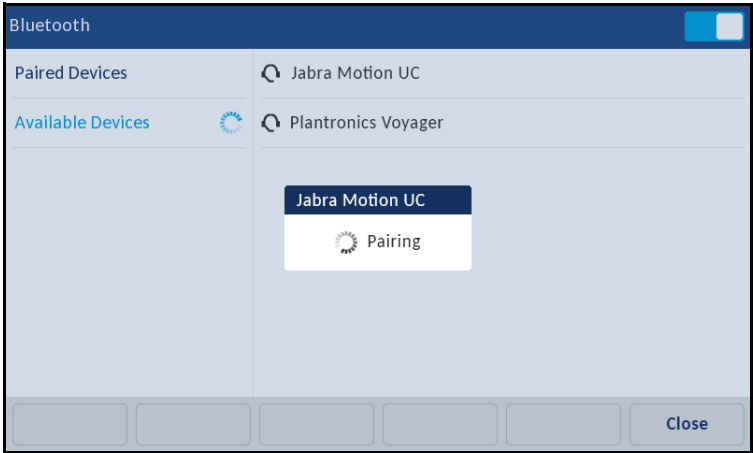 Bluetooth
Paired Devices
Available Devices
Jabra Motion UC
Plantronics Voyager
Jabra Motion UC
Pairing
Close